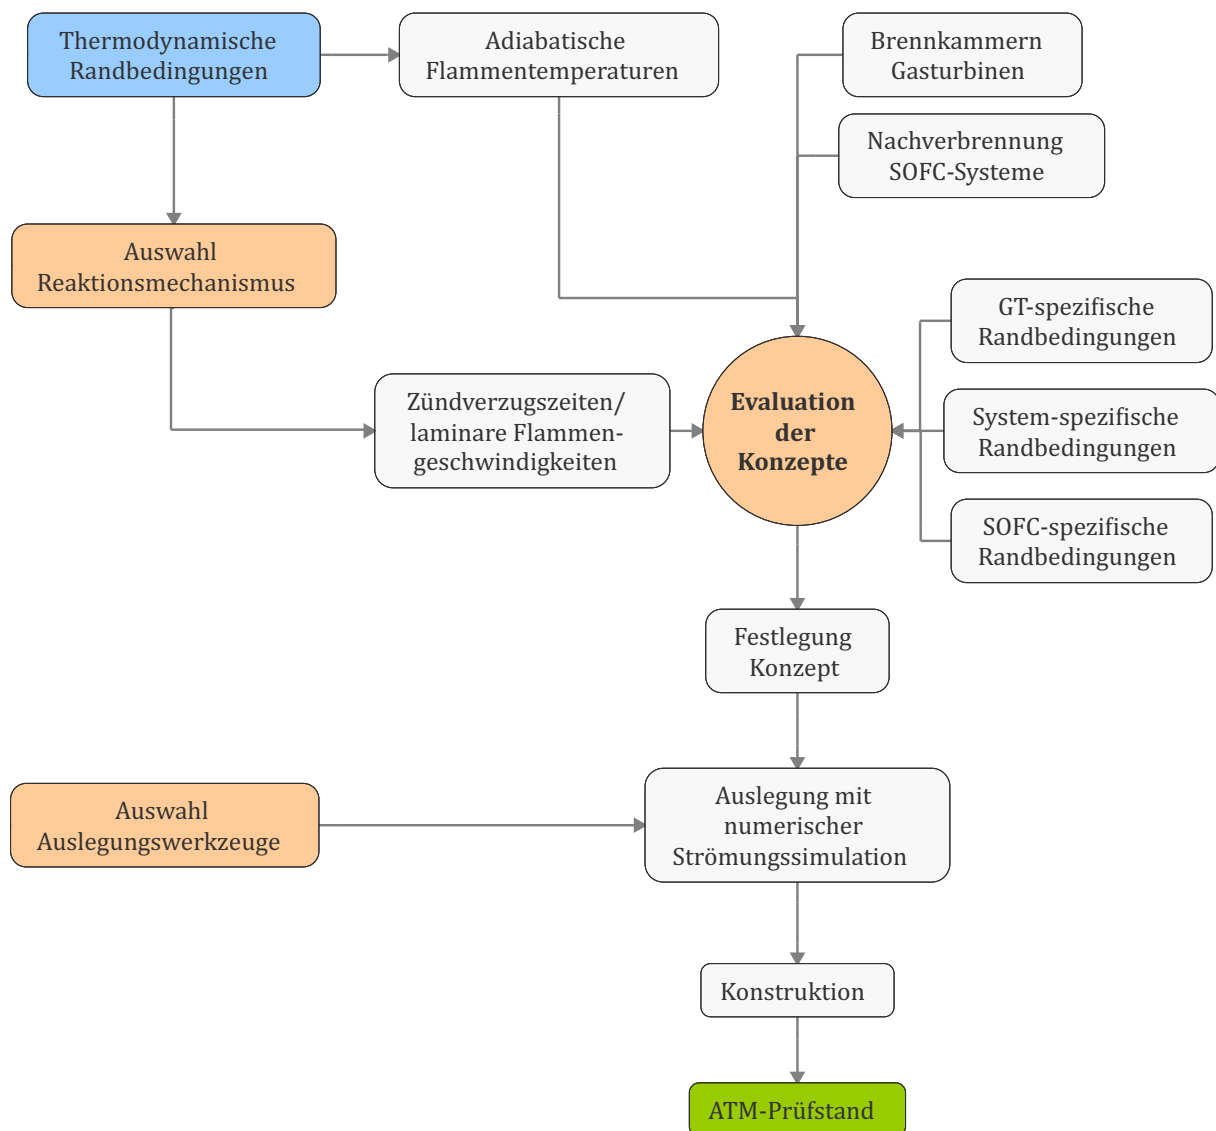 Thermodynamische
Randbedingungen
Adiabatische
Flammentemperaturen
Brennkammern
Gasturbinen
Nachverbrennung
SOFC-Systeme
Auswahl
Reaktionsmechanismus
GT-spezifische
Randbedingungen
Zündverzugszeiten/
laminare Flammen-
geschwindigkeiten
Evaluation
der
Konzepte
System-spezifische
Randbedingungen
SOFC-spezifische
Randbedingungen
Festlegung
Konzept
Auswahl
Auslegungswerkzeuge
Auslegung mit
numerischer
Strömungssimulation
Konstruktion
ATM-Prüfstand